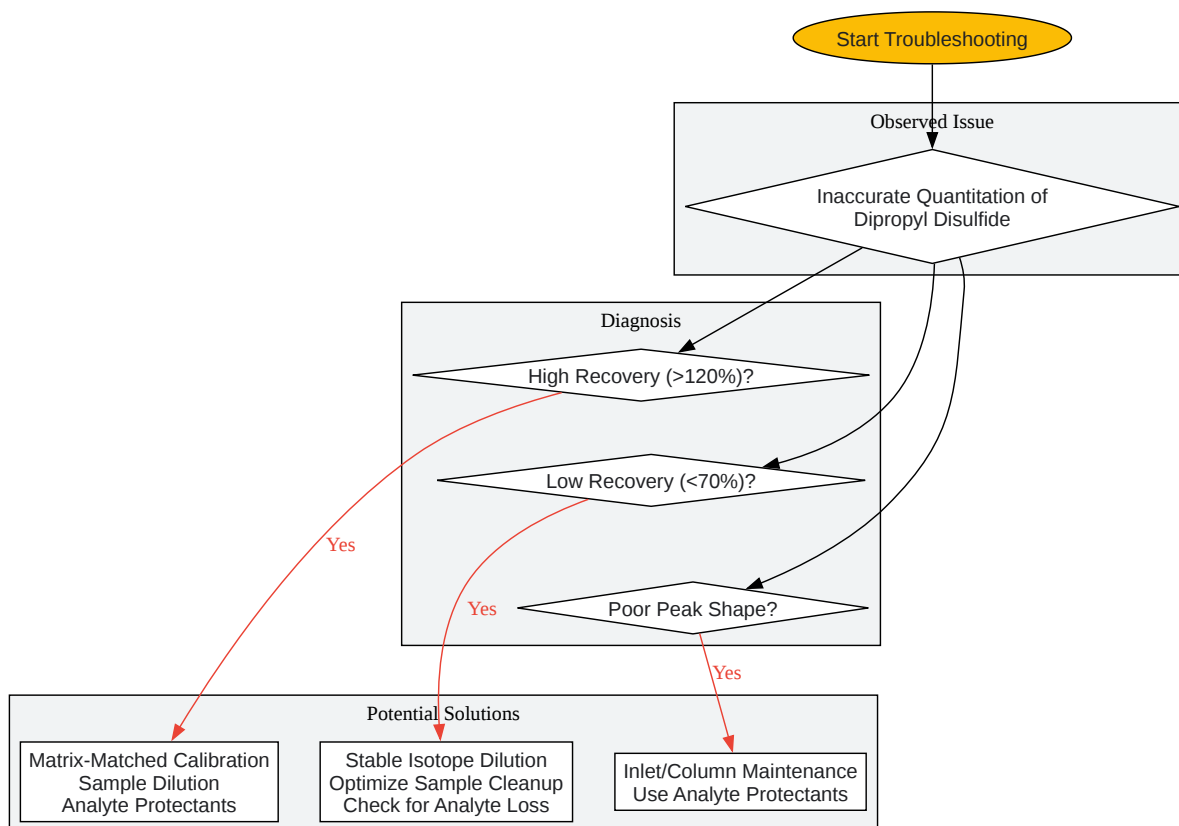 Start Troubleshooting
Observed Issue
Inaccurate Quantitation of
Dipropyl Disulfide
Diagnosis
High Recovery (>120%)?
Low Recovery (<70%)?
Yes
Yes
Poor Peak Shape?
Yes
Potential Solutions
Matrix-Matched Calibration
Sample Dilution
Analyte Protectants
Stable Isotope Dilution
Optimize Sample Cleanup
Check for Analyte Loss
Inlet/Column Maintenance
Use Analyte Protectants